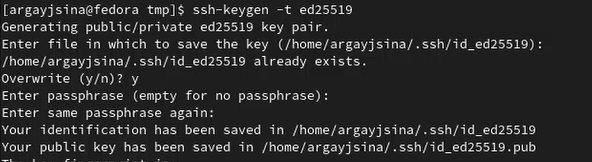 [argayjsina@fedora tmp]$ ssh-keygen -t ed25519
Generating public/private ed25519 key pair.
Enter file in which to save the key (/home/argayjsina/.ssh/id_ed25519):
/home/argayjsina/.ssh/id_ed25519 already exists.
Overwrite (y/n)? y
Enter passphrase (empty for no passphrase):
Enter same passphrase again:
Your identification has been saved in /home/argayjsina/.ssh/id_ed25519
Your public key has been saved in /home/argayjsina/.ssh/id_ed25519.pub